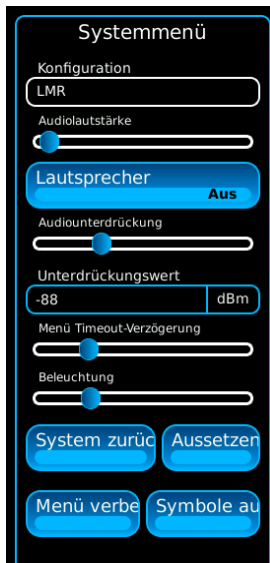 Systemmenü
Konfiguration
LMR
Audiolautstärke
Lautsprecher
Aus
Audiounterdrückung
Unterdrückungswert
-88 dBm
Menü Timeout-Verzögerung
Beleuchtung
System zurüc Aussetzen
Menü verbe Symbole au